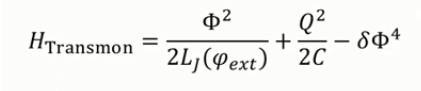 H_Transmon = Φ²/2L_J(φ_ext) + Q²/2C − δΦ⁴